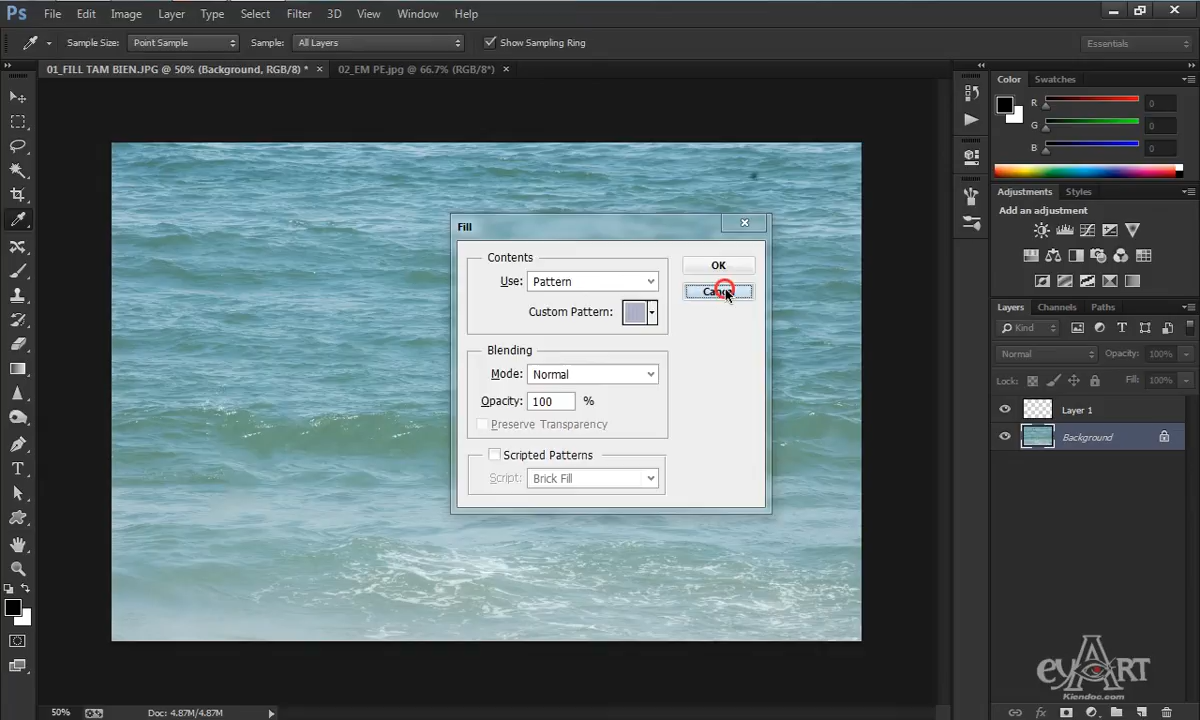 Ps File Edit Image Layer Type Select Filter 3D View Window Help
Sample Size: Point Sample Sample: All Layers Show Sampling Ring Essentials
01_FILL TAM BIEN.JPG @ 50% (Background, RGB/8) * × 02_EM PE.jpg @ 66.7% (RGB/8*) ×
Color Swatches
R 0
G 0
B 0
Adjustments Styles
Add an adjustment
Fill
Contents
Use: Pattern
Custom Pattern:
OK
Cancel
Blending
Mode: Normal
Opacity: 100 %
Preserve Transparency
Scripted Patterns
Script: Brick Fill
Layers Channels Paths
Kind
Normal Opacity: 100%
Lock: Fill: 100%
Layer 1
Background
eyART
Kiendoc.com
50% Doc: 4.87M/4.87M